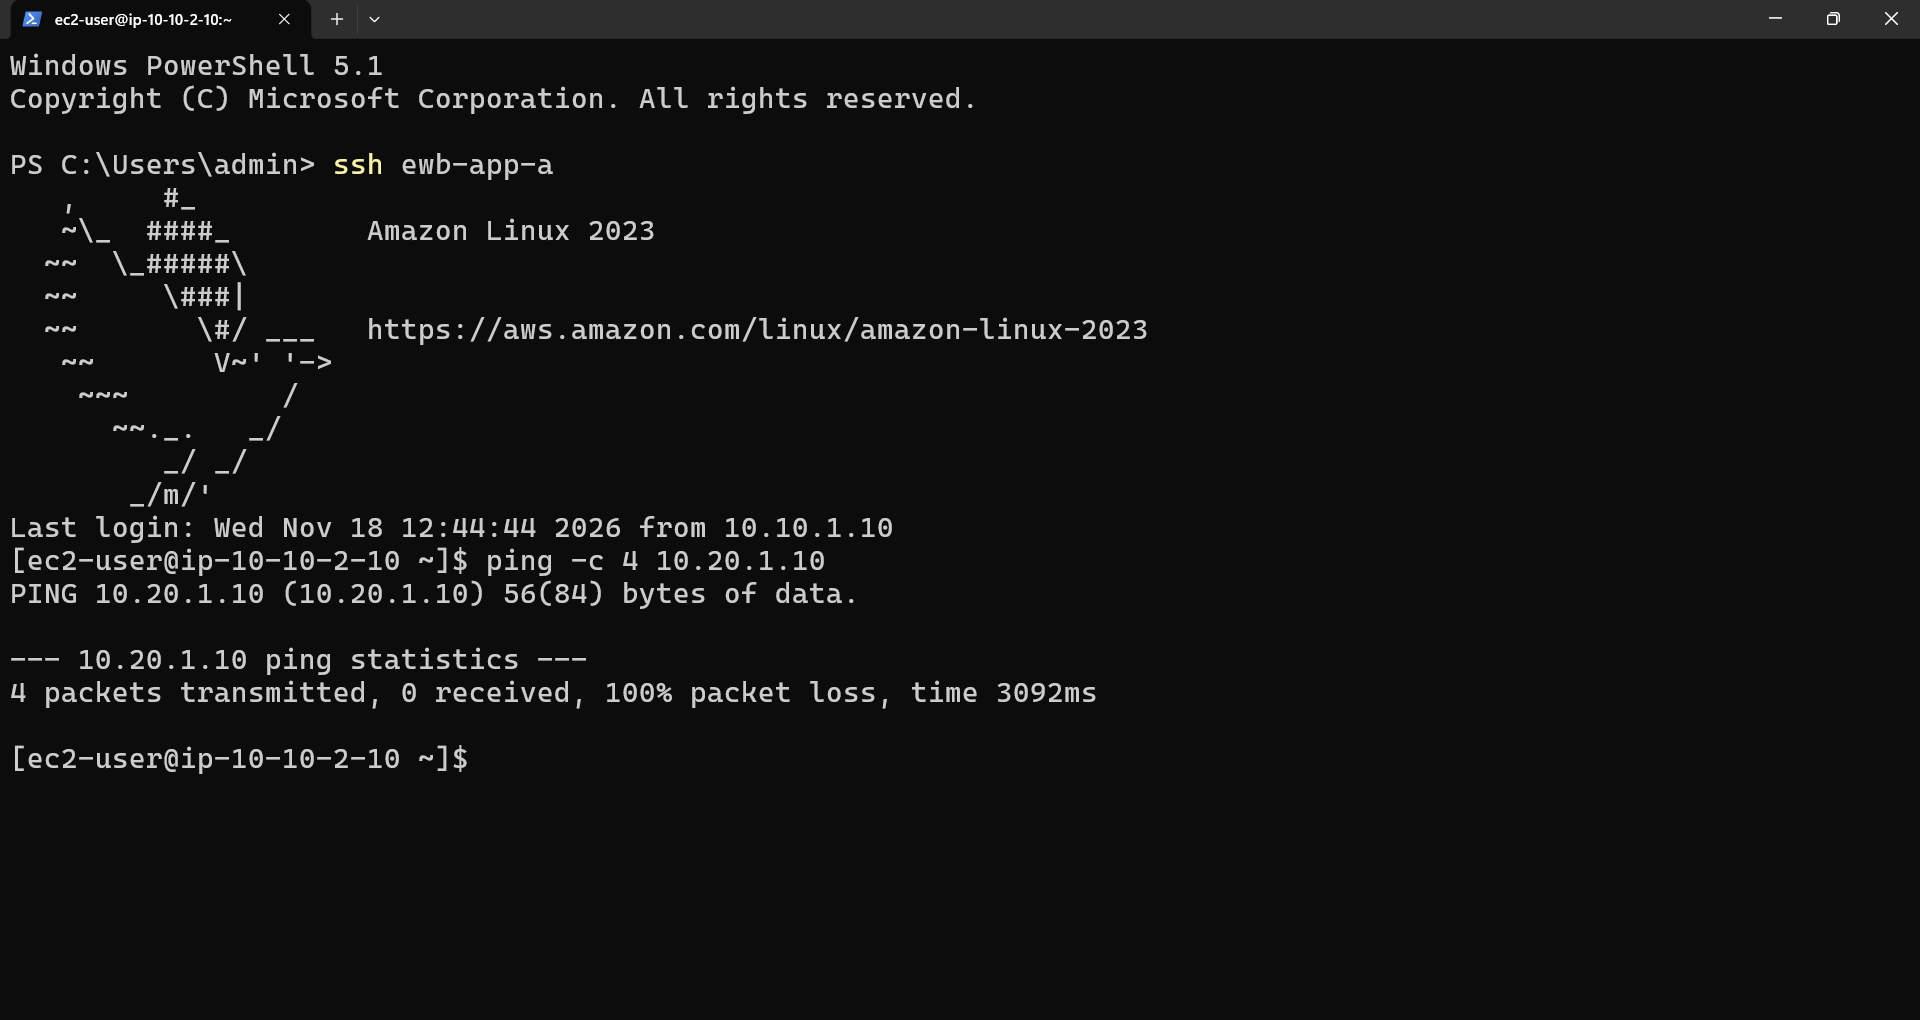 ec2-user@ip-10-10-2-10:~
Windows PowerShell 5.1
Copyright (C) Microsoft Corporation. All rights reserved.
PS C:\Users\admin> ssh ewb-app-a
   ,     #_
   ~\_  ####_        Amazon Linux 2023
  ~~  \_#####\
  ~~     \###|
  ~~       \#/ ___   https://aws.amazon.com/linux/amazon-linux-2023
   ~~       V~' '->
    ~~~         /
      ~~._.   _/
         _/ _/
       _/m/'
Last login: Wed Nov 18 12:44:44 2026 from 10.10.1.10
[ec2-user@ip-10-10-2-10 ~]$ ping -c 4 10.20.1.10
PING 10.20.1.10 (10.20.1.10) 56(84) bytes of data.
--- 10.20.1.10 ping statistics ---
4 packets transmitted, 0 received, 100% packet loss, time 3092ms
[ec2-user@ip-10-10-2-10 ~]$